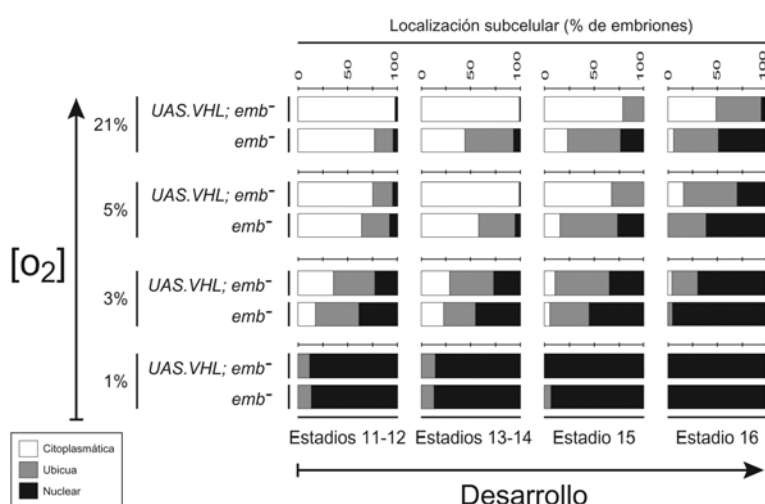 Localización subcelular (% de embriones)
0 50 100 0 50 100 0 50 100 0 50 100
21%
UAS.VHL; emb⁻
emb⁻
5%
UAS.VHL; emb⁻
emb⁻
[O₂]
3%
UAS.VHL; emb⁻
emb⁻
1%
UAS.VHL; emb⁻
emb⁻
Estadios 11-12 Estadios 13-14 Estadio 15 Estadio 16
Citoplasmática
Ubicua
Nuclear
Desarrollo